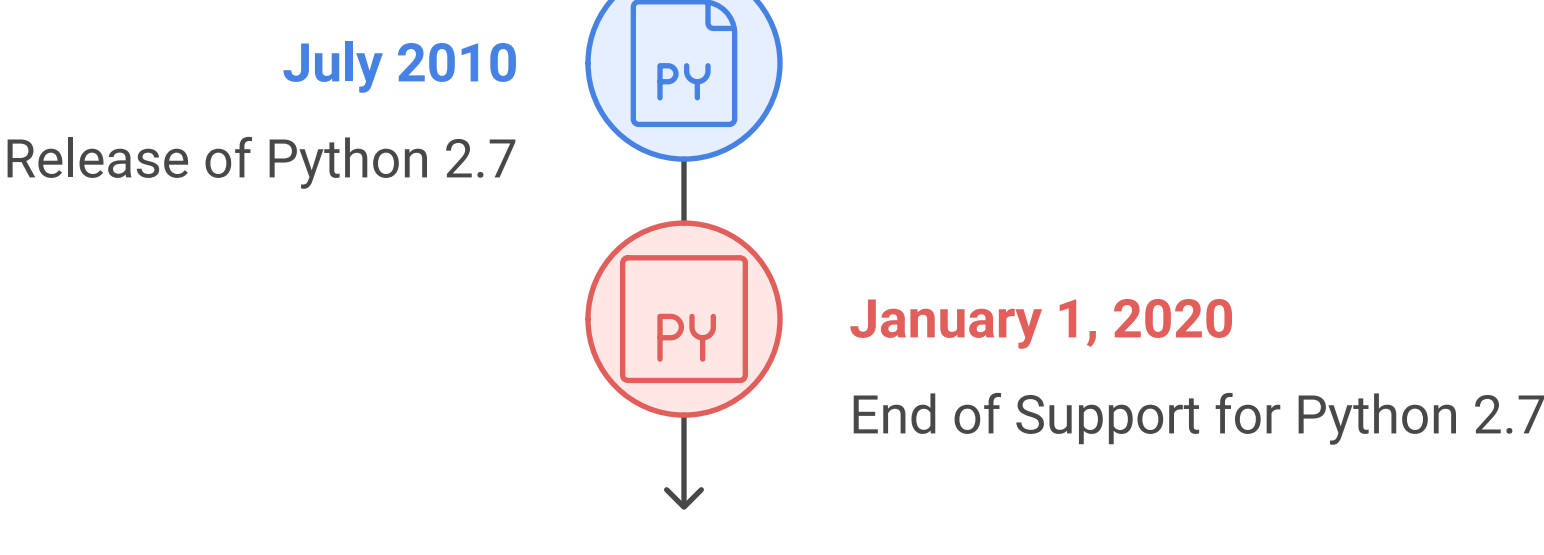 July 2010
Release of Python 2.7
PY
PY
January 1, 2020
End of Support for Python 2.7